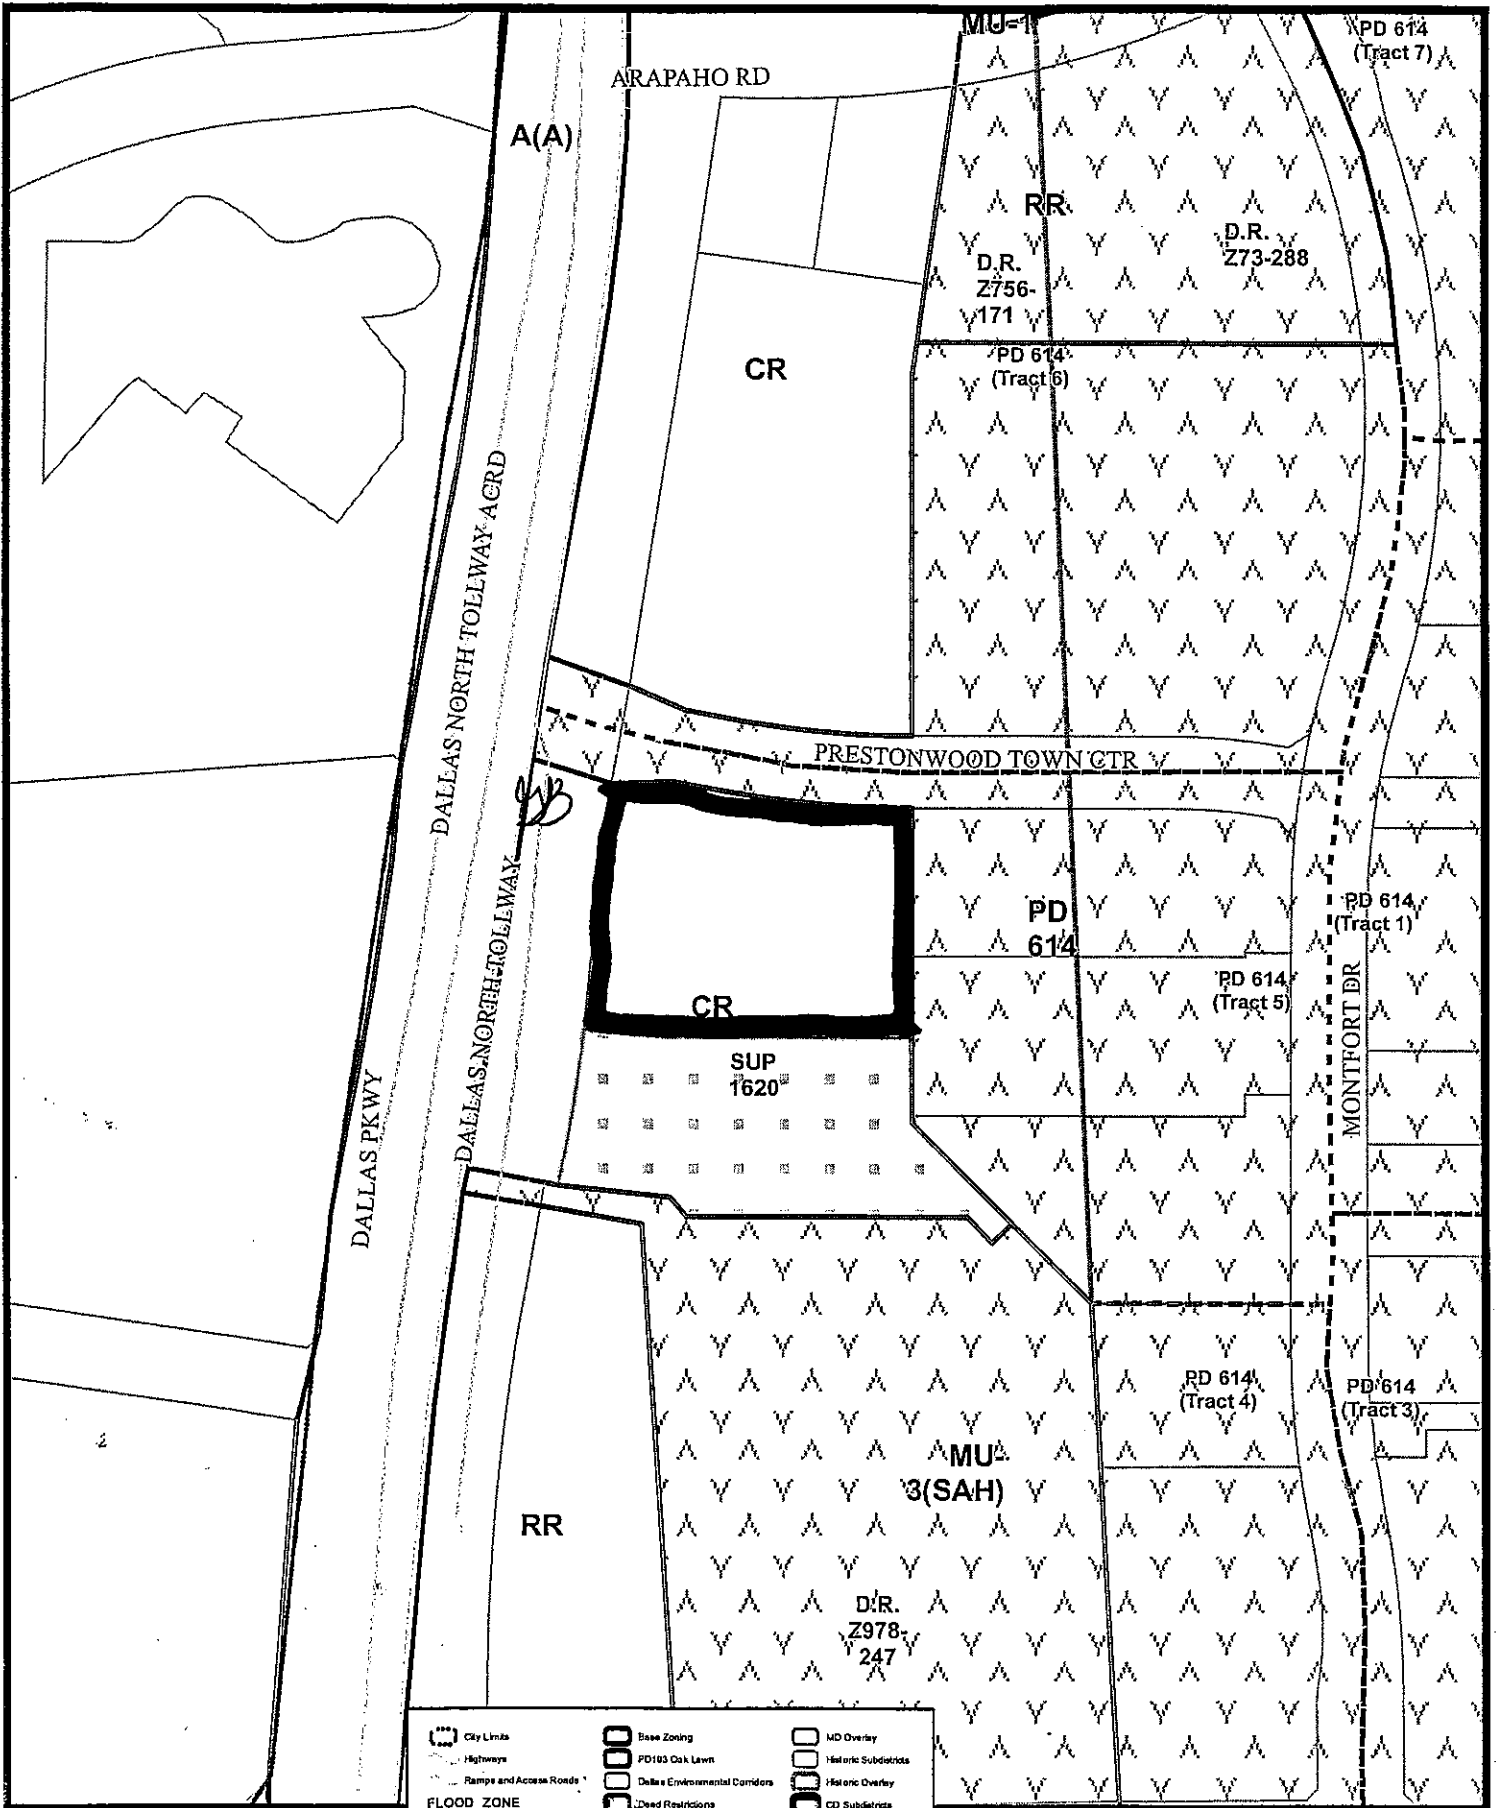 MU-1
PD 614
(Tract 7)
ARAPAHO RD
A(A)
RR
D.R.
Z73-288
D.R.
Z756-
171
CR
PD 614
(Tract 6)
DALLAS NORTH TOLLWAY ACRD
PRESTONWOOD TOWN CTR
DALLAS NORTH TOLLWAY
PD
614
PD 614
(Tract 1)
PD 614
(Tract 5)
CR
MONTFORT DR
SUP
1620
DALLAS PKWY
PD 614
(Tract 4)
PD 614
(Tract 3)
MU-
3(SAH)
RR
D.R.
Z978-
247
City Limits
Highways
Ramps and Access Roads
FLOOD ZONE
Base Zoning
PD193 Oak Lawn
Dallas Environmental Corridors
Deed Restrictions
MD Overlay
Historic Subdistricts
Historic Overlay
CD Subdistricts